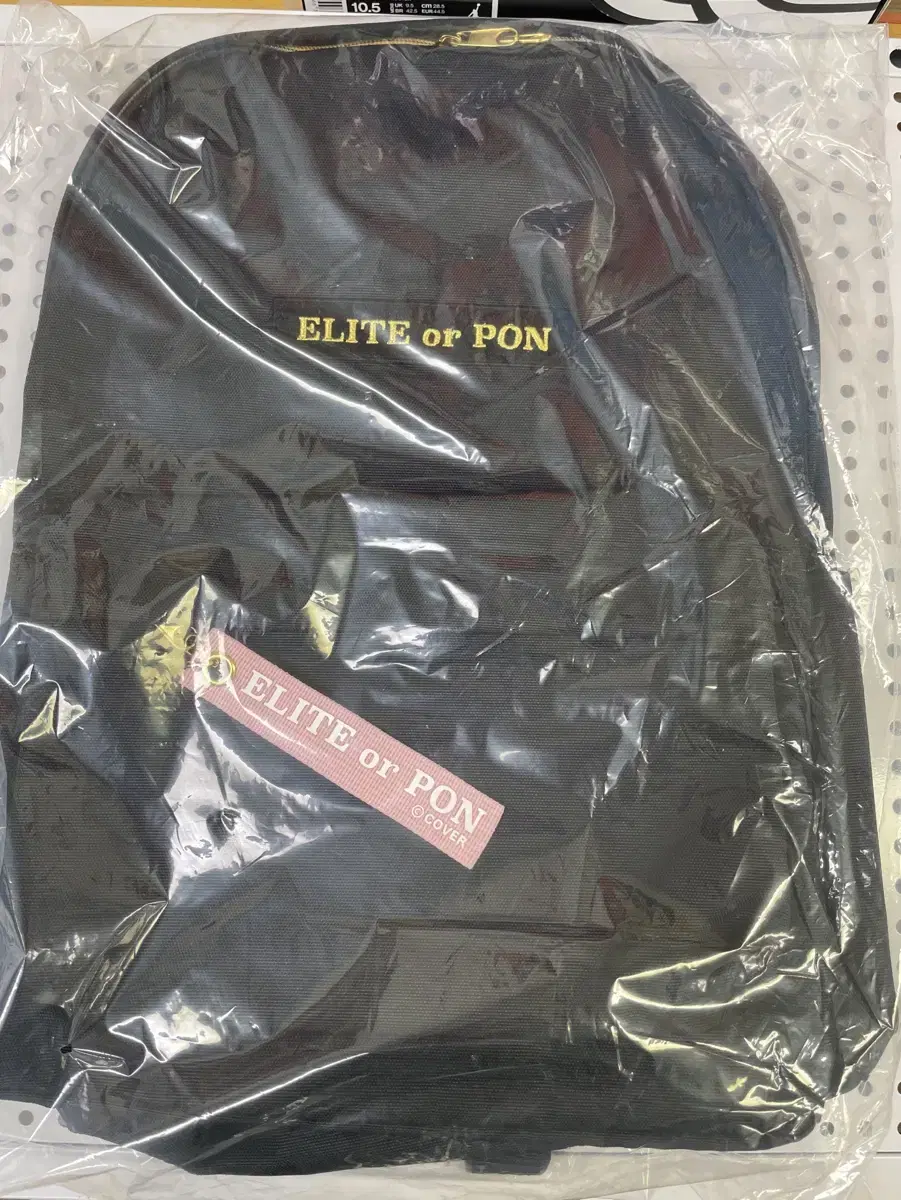 10.5
UK 9.5
cm 28.5
BR 42.5
EUR 44.5
ELITE or PON
ELITE or PON
©COVER